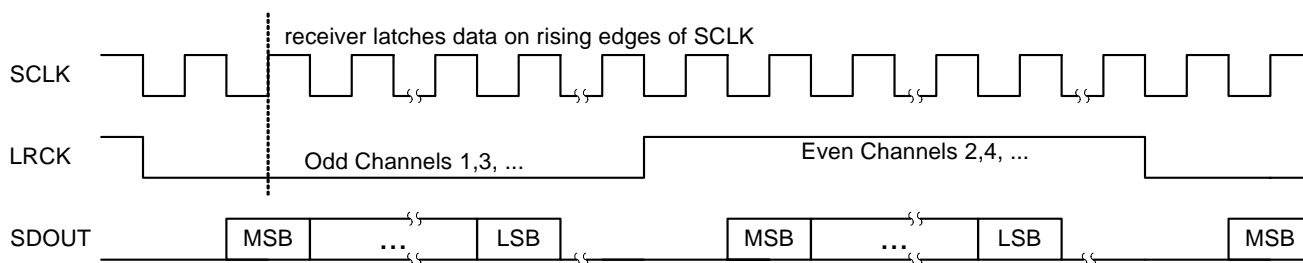 receiver latches data on rising edges of SCLK
SCLK
LRCK
Odd Channels 1,3, ...
Even Channels 2,4, ...
SDOUT
MSB
...
LSB
MSB
...
LSB
MSB